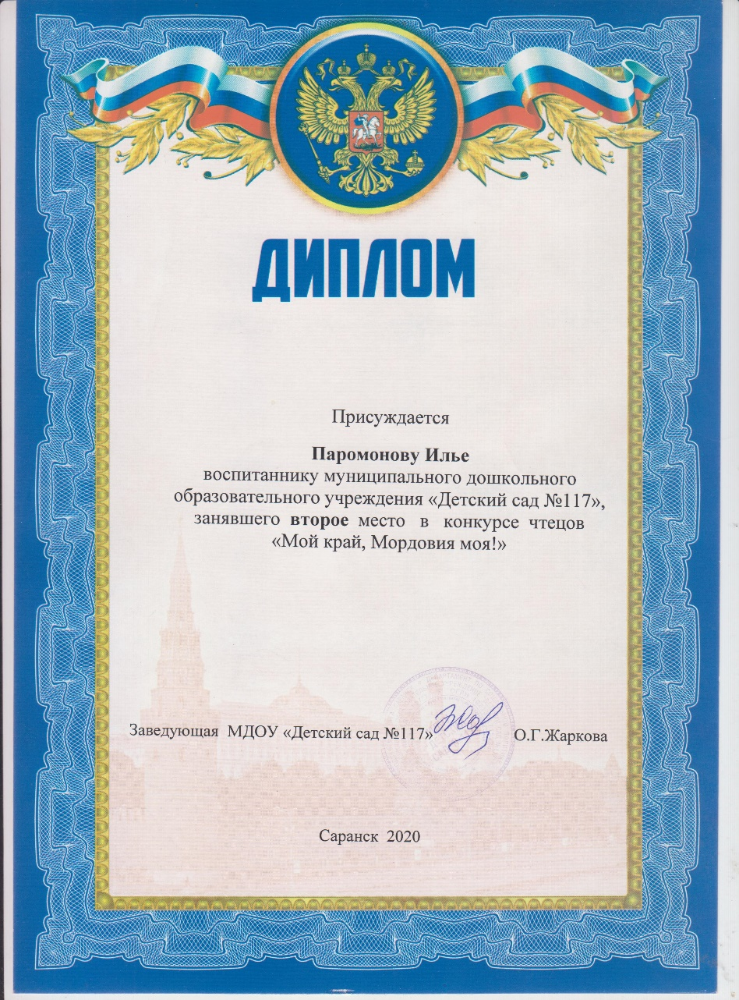 ДИПЛОМ
Присуждается
Паромонову Илье
воспитаннику муниципального дошкольного
образовательного учреждения «Детский сад №117»,
занявшего второе место в конкурсе чтецов
«Мой край, Мордовия моя!»
Заведующая МДОУ «Детский сад №117» О.Г.Жаркова
Саранск 2020